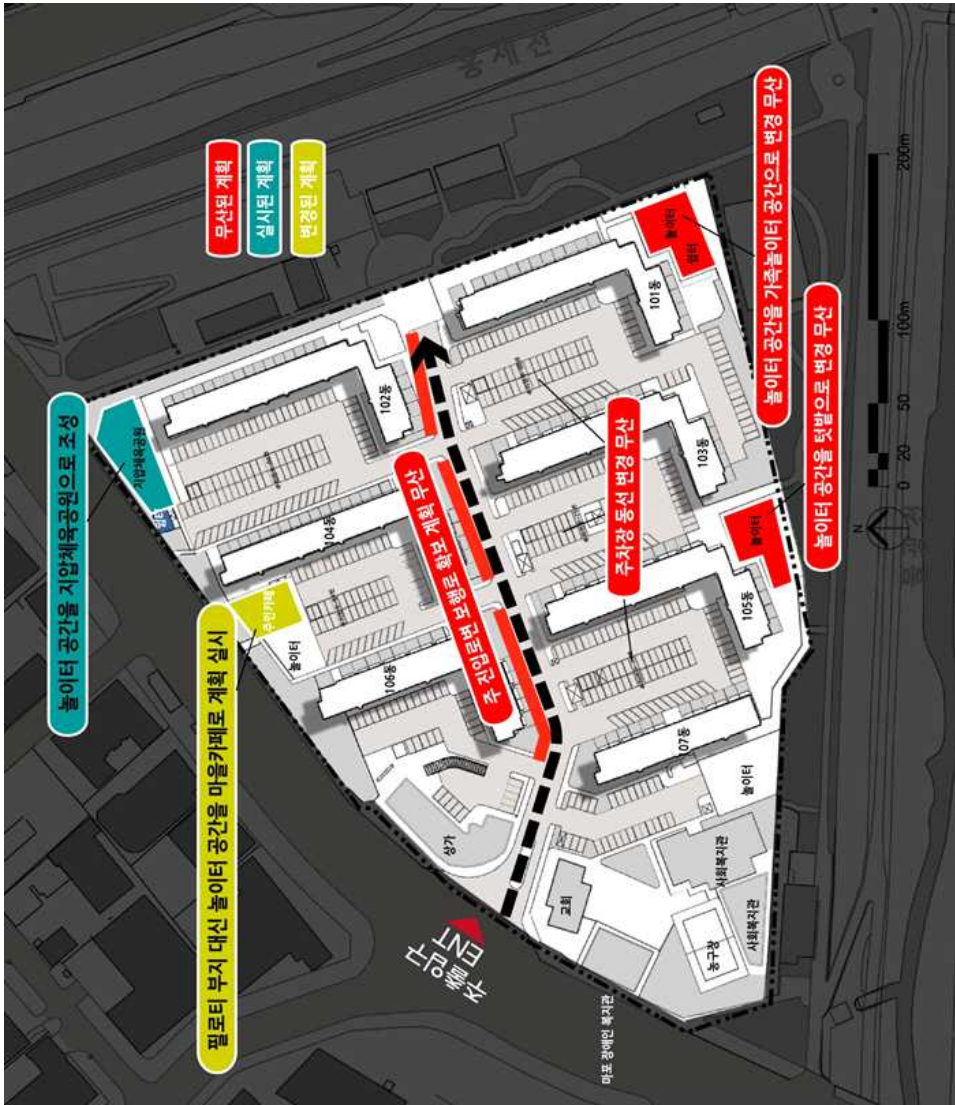 무산된 계획
실시된 계획
변경된 계획
놀이터 공간을 지압체육공원으로 조성
필로티 부지 대신 놀이터 공간을 마을카페로 계획 실시
주 진입로변 보행로 확보 계획 무산
주차장 동선 변경 무산
놀이터 공간을 가족놀이터 공간으로 변경 무산
놀이터 공간을 텃밭으로 변경 무산
지압체육공원
쉼터
102동
104동
주민카페
놀이터
106동
상가
주출입구
ENT
놀이터
쉼터
101동
103동
놀이터
105동
107동
놀이터
교회
사회복지관
사회복지관
농구장
마포 장애인 복지관
홍제천
N
0
20
50
100m
200m